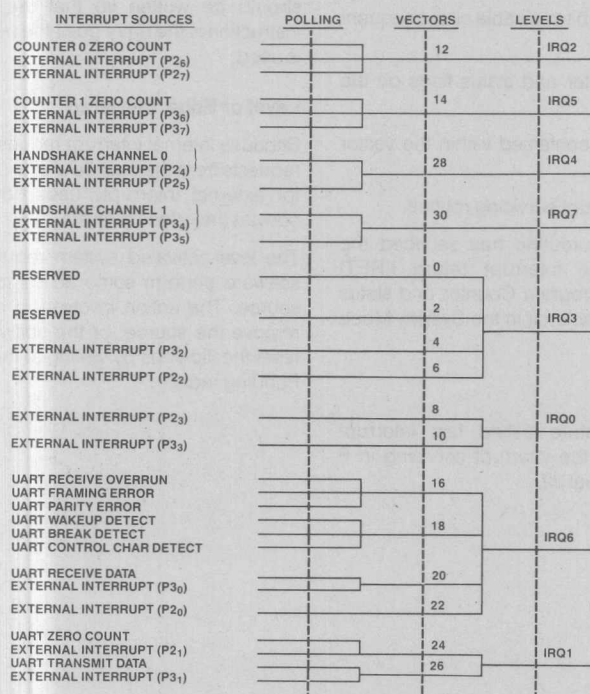 INTERRUPT SOURCES POLLING VECTORS LEVELS
COUNTER 0 ZERO COUNT
EXTERNAL INTERRUPT (P2₆)
EXTERNAL INTERRUPT (P2₇)
12 IRQ2
COUNTER 1 ZERO COUNT
EXTERNAL INTERRUPT (P3₆)
EXTERNAL INTERRUPT (P3₇)
14 IRQ5
HANDSHAKE CHANNEL 0
EXTERNAL INTERRUPT (P2₄)
EXTERNAL INTERRUPT (P2₅)
28 IRQ4
HANDSHAKE CHANNEL 1
EXTERNAL INTERRUPT (P3₄)
EXTERNAL INTERRUPT (P3₅)
30 IRQ7
RESERVED 0
RESERVED 2
IRQ3
EXTERNAL INTERRUPT (P3₂) 4
EXTERNAL INTERRUPT (P2₂) 6
EXTERNAL INTERRUPT (P2₃) 8
IRQ0
EXTERNAL INTERRUPT (P3₃) 10
UART RECEIVE OVERRUN 16
UART FRAMING ERROR
UART PARITY ERROR
UART WAKEUP DETECT 18
UART BREAK DETECT
UART CONTROL CHAR DETECT
IRQ6
UART RECEIVE DATA 20
EXTERNAL INTERRUPT (P3₀)
EXTERNAL INTERRUPT (P2₀) 22
UART ZERO COUNT
EXTERNAL INTERRUPT (P2₁) 24
IRQ1
UART TRANSMIT DATA 26
EXTERNAL INTERRUPT (P3₁)